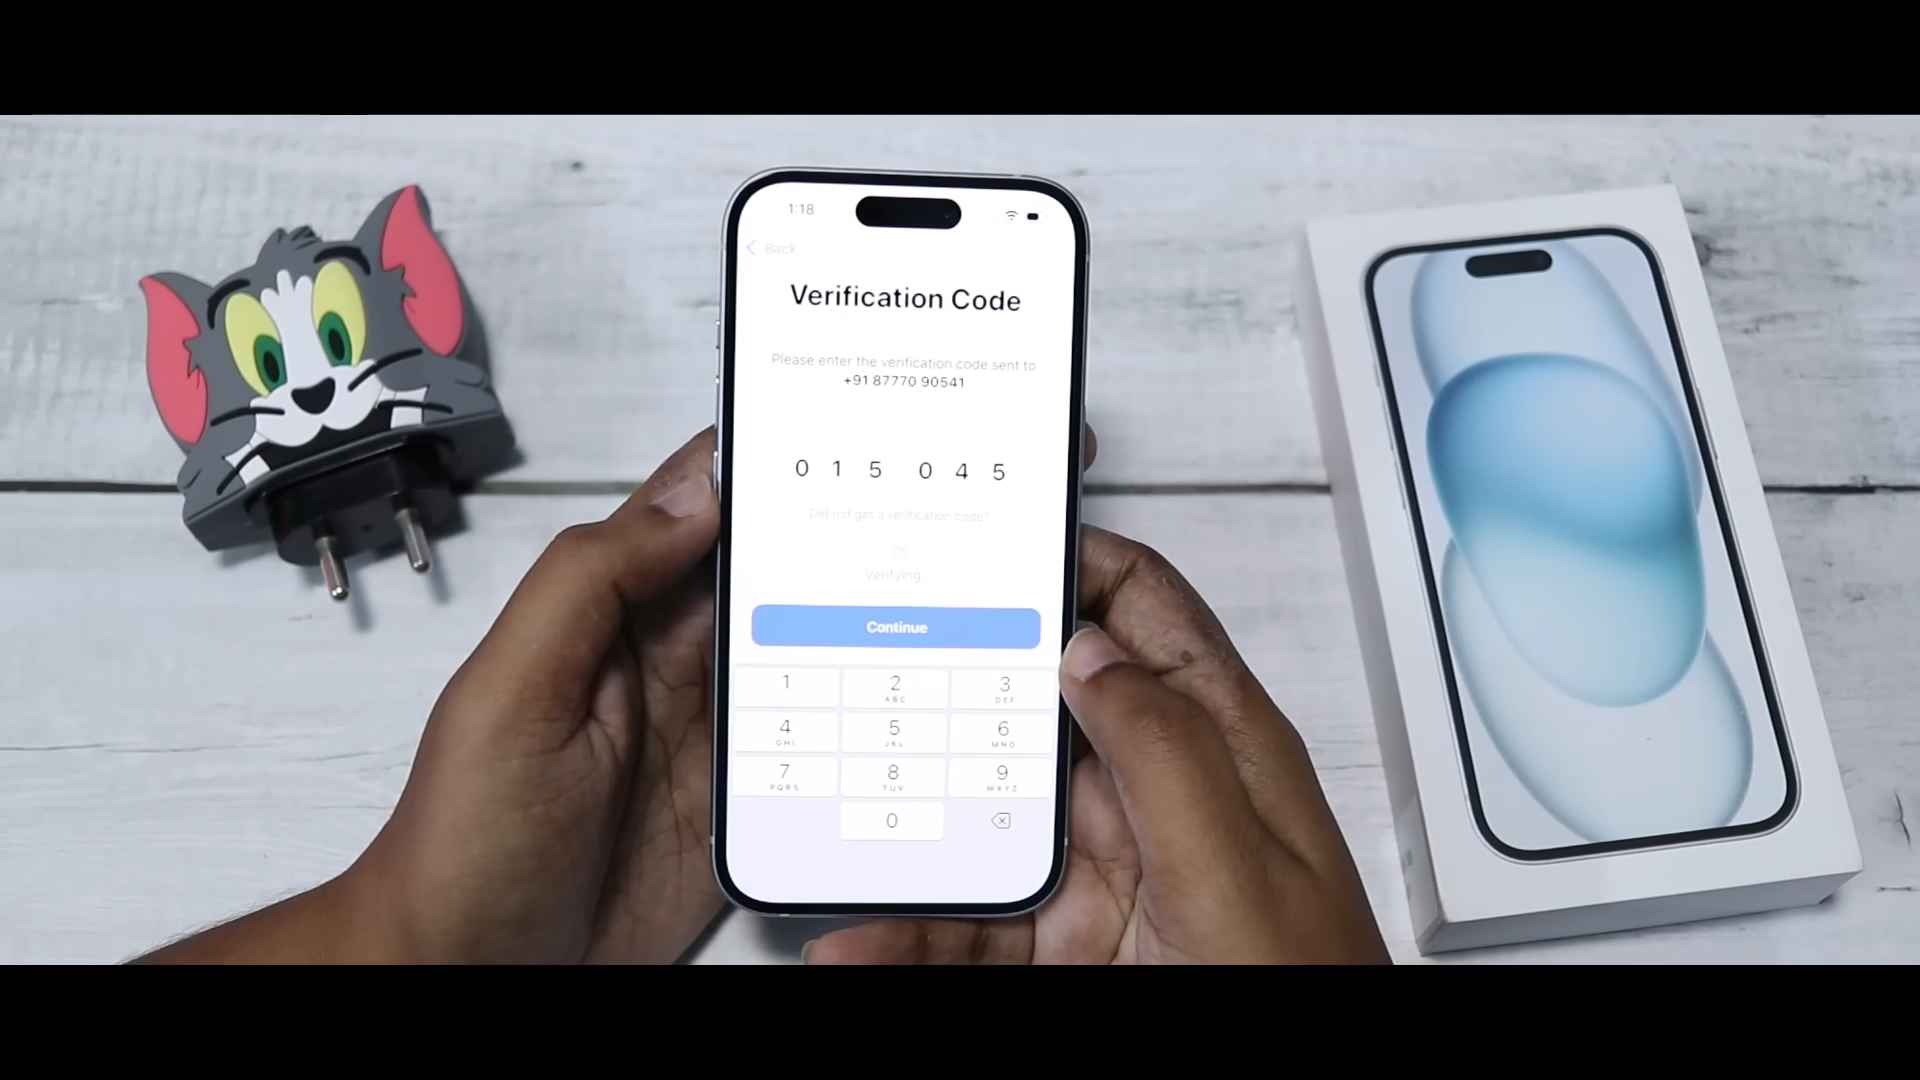 1:18
Back
Verification Code
Please enter the verification code sent to
+91 87770 90541
0 1 5 0 4 5
Did not get a verification code?
Verifying...
Continue
1
2
ABC
3
DEF
4
GHI
5
JKL
6
MNO
7
PQRS
8
TUV
9
WXYZ
0